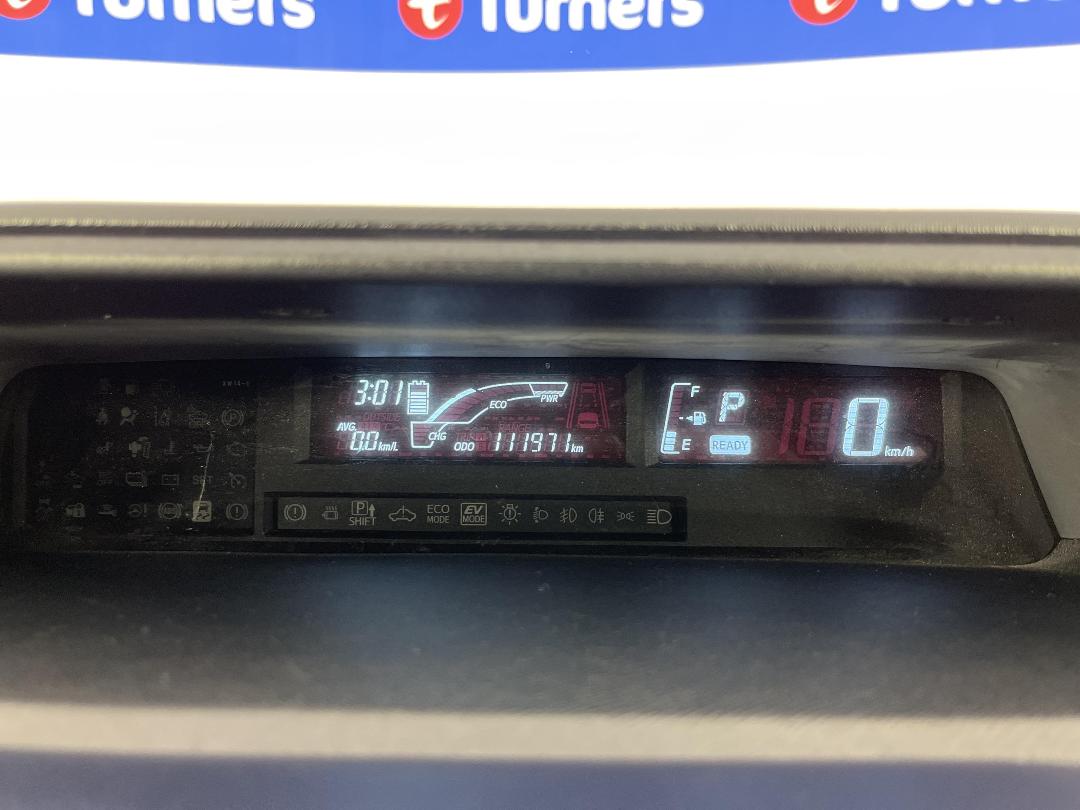 Turners Turners
3:01
AVG. 0.0 km/L
CHG ECO PWR
ODO 111971 km
F
E
P
READY
0 km/h
SET
P SHIFT
ECO MODE
EV MODE